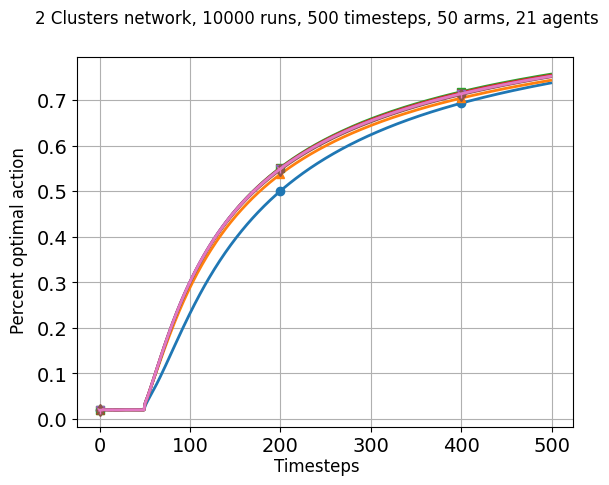 2 Clusters network, 10000 runs, 500 timesteps, 50 arms, 21 agents
Percent optimal action
0.7
0.6
0.5
0.4
0.3
0.2
0.1
0.0
0 100 200 300 400 500
Timesteps